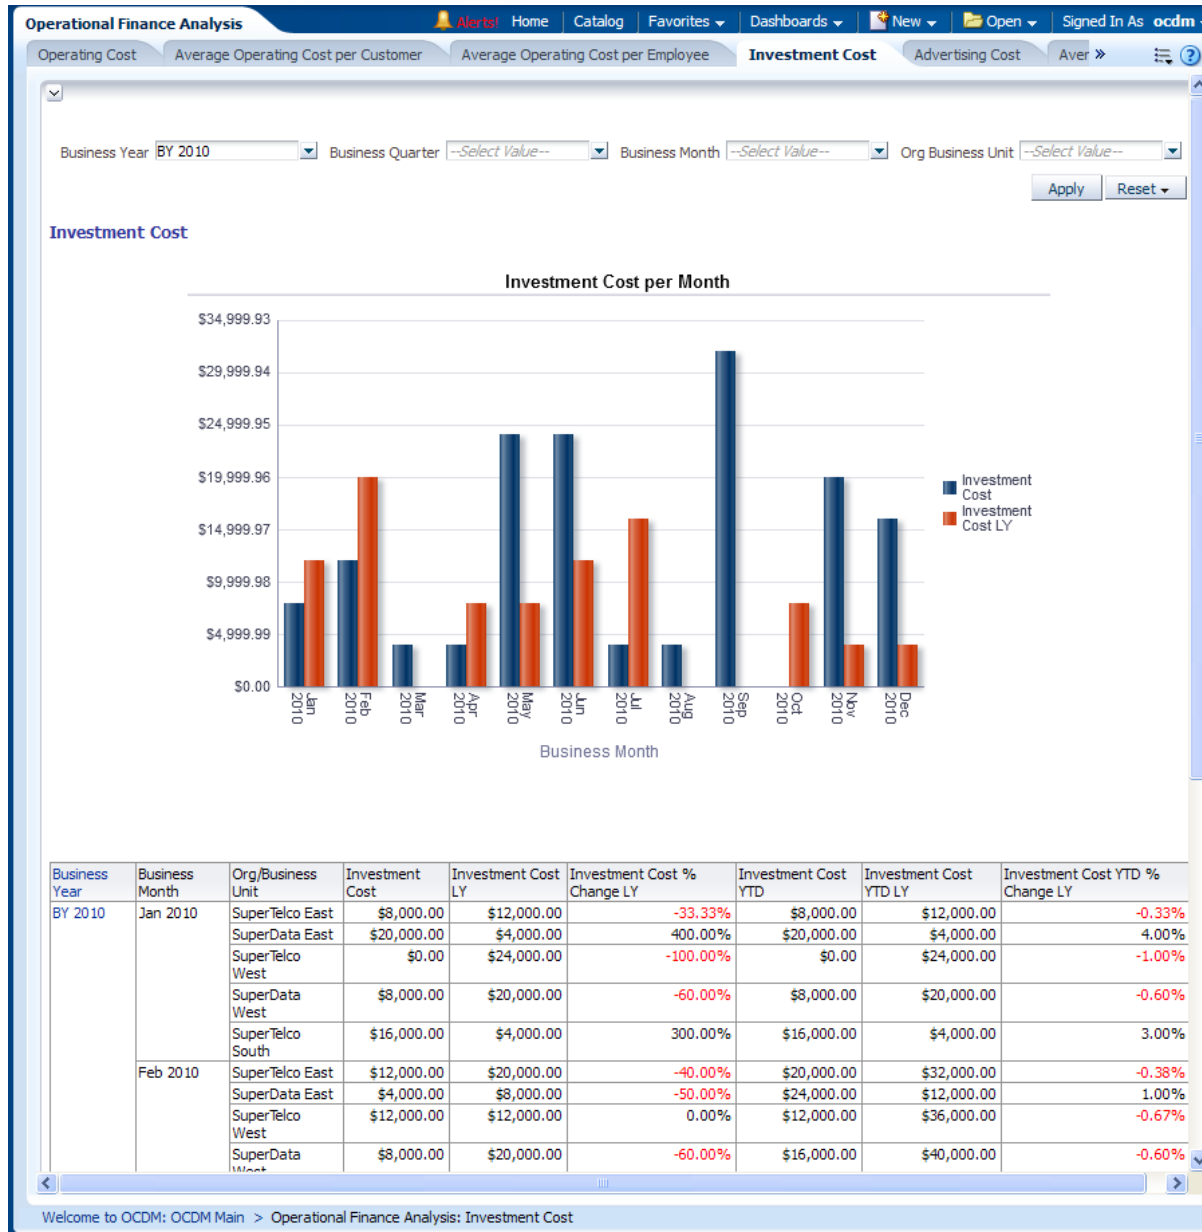 Operational Finance Analysis
Alerts! Home Catalog Favorites Dashboards New Open Signed In As ocdm
Operating Cost Average Operating Cost per Customer Average Operating Cost per Employee Investment Cost Advertising Cost Aver »
Business Year BY 2010 Business Quarter --Select Value-- Business Month --Select Value-- Org Business Unit --Select Value--
Apply Reset
Investment Cost
Investment Cost per Month
$34,999.93
$29,999.94
$24,999.95
$19,999.96
$14,999.97
$9,999.98
$4,999.99
$0.00
Investment
Cost
Investment
Cost LY
Jan 2010 Feb 2010 Mar 2010 Apr 2010 May 2010 Jun 2010 Jul 2010 Aug 2010 Sep 2010 Oct 2010 Nov 2010 Dec 2010
Business Month
Business Year Business Month Org/Business Unit Investment Cost Investment Cost LY Investment Cost % Change LY Investment Cost YTD Investment Cost YTD LY Investment Cost YTD % Change LY
BY 2010 Jan 2010 SuperTelco East $8,000.00 $12,000.00 -33.33% $8,000.00 $12,000.00 -0.33%
SuperData East $20,000.00 $4,000.00 400.00% $20,000.00 $4,000.00 4.00%
SuperTelco West $0.00 $24,000.00 -100.00% $0.00 $24,000.00 -1.00%
SuperData West $8,000.00 $20,000.00 -60.00% $8,000.00 $20,000.00 -0.60%
SuperTelco South $16,000.00 $4,000.00 300.00% $16,000.00 $4,000.00 3.00%
Feb 2010 SuperTelco East $12,000.00 $20,000.00 -40.00% $20,000.00 $32,000.00 -0.38%
SuperData East $4,000.00 $8,000.00 -50.00% $24,000.00 $12,000.00 1.00%
SuperTelco West $12,000.00 $12,000.00 0.00% $12,000.00 $36,000.00 -0.67%
SuperData West $8,000.00 $20,000.00 -60.00% $16,000.00 $40,000.00 -0.60%
Welcome to OCDM: OCDM Main > Operational Finance Analysis: Investment Cost